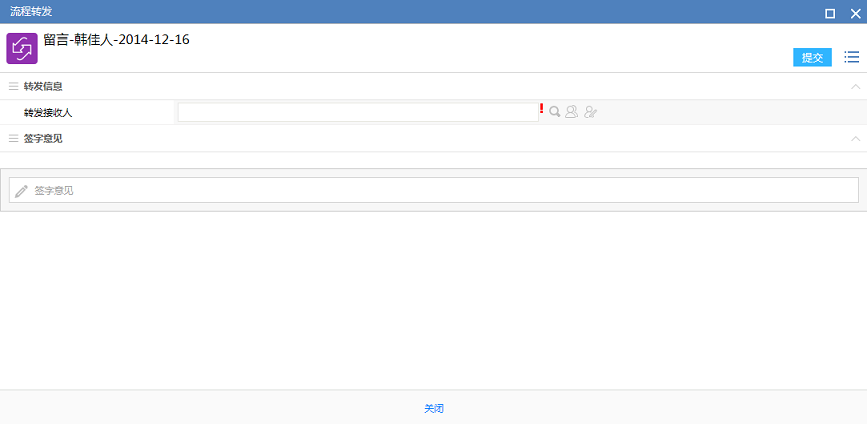 流程转发
留言-韩佳人-2014-12-16
提交
转发信息
转发接收人
!
签字意见
签字意见
关闭